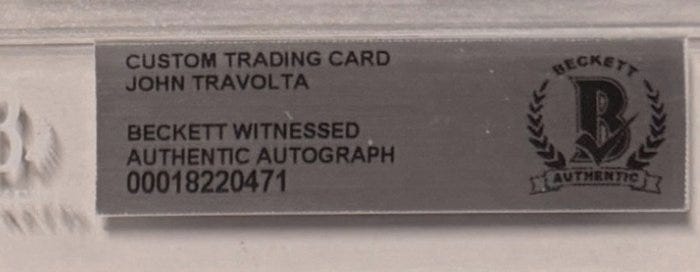 CUSTOM TRADING CARD
JOHN TRAVOLTA
BECKETT WITNESSED
AUTHENTIC AUTOGRAPH
00018220471
BECKETT
B
AUTHENTIC